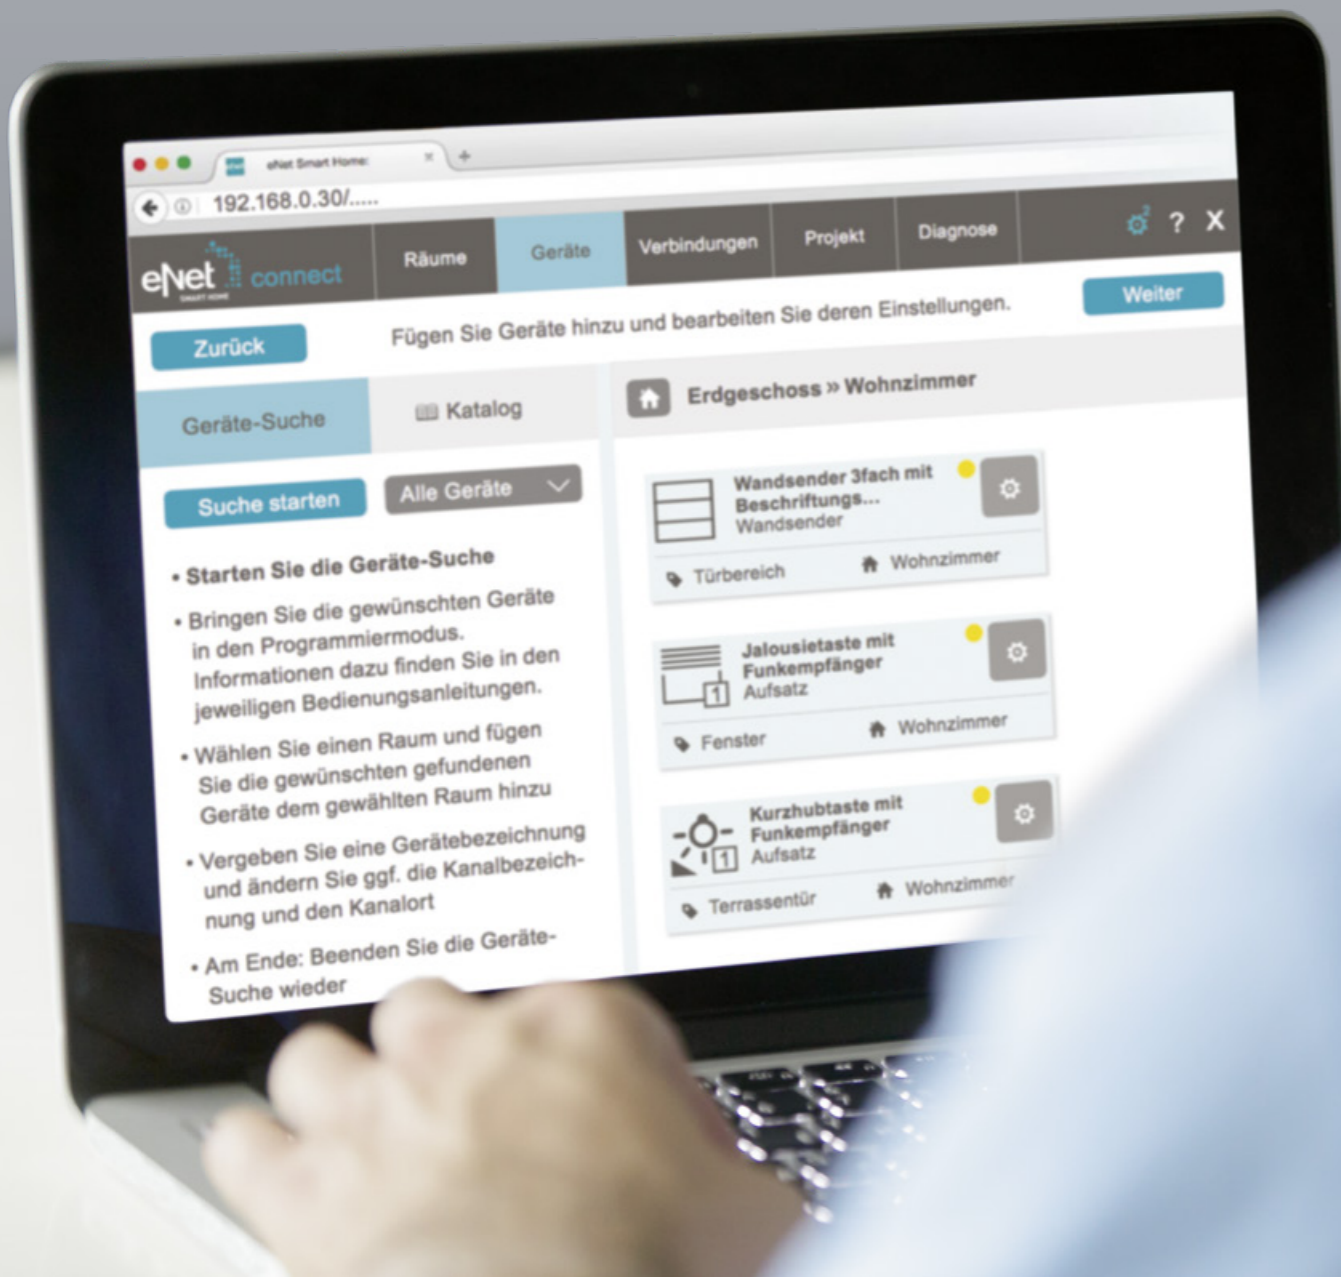 eNet Smart Home:
192.168.0.30/.....
eNet
SMART HOME
connect
Räume
Geräte
Verbindungen
Projekt
Diagnose
2
?
X
Zurück
Fügen Sie Geräte hinzu und bearbeiten Sie deren Einstellungen.
Weiter
Geräte-Suche
Katalog
Suche starten
Alle Geräte
• Starten Sie die Geräte-Suche
• Bringen Sie die gewünschten Geräte
in den Programmiermodus.
Informationen dazu finden Sie in den
jeweiligen Bedienungsanleitungen.
• Wählen Sie einen Raum und fügen
Sie die gewünschten gefundenen
Geräte dem gewählten Raum hinzu
• Vergeben Sie eine Gerätebezeichnung
und ändern Sie ggf. die Kanalbezeich-
nung und den Kanalort
• Am Ende: Beenden Sie die Geräte-
Suche wieder
Erdgeschoss » Wohnzimmer
Wandsender 3fach mit
Beschriftungs...
Wandsender
Türbereich
Wohnzimmer
Jalousietaste mit
Funkempfänger
Aufsatz
1
Fenster
Wohnzimmer
Kurzhubtaste mit
Funkempfänger
Aufsatz
1
Terrassentür
Wohnzimmer